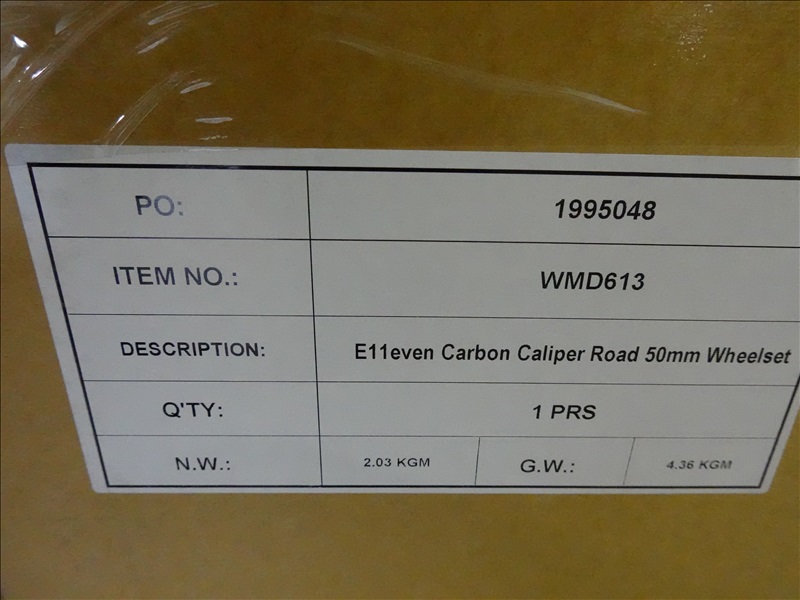 PO: 1995048
ITEM NO.: WMD613
DESCRIPTION: E11even Carbon Caliper Road 50mm Wheelset
Q'TY: 1 PRS
N.W.: 2.03 KGM G.W.: 4.36 KGM